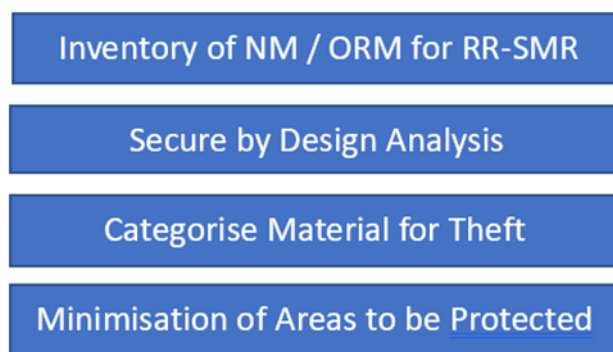 Inventory of NM / ORM for RR-SMR
Secure by Design Analysis
Categorise Material for Theft
Minimisation of Areas to be Protected